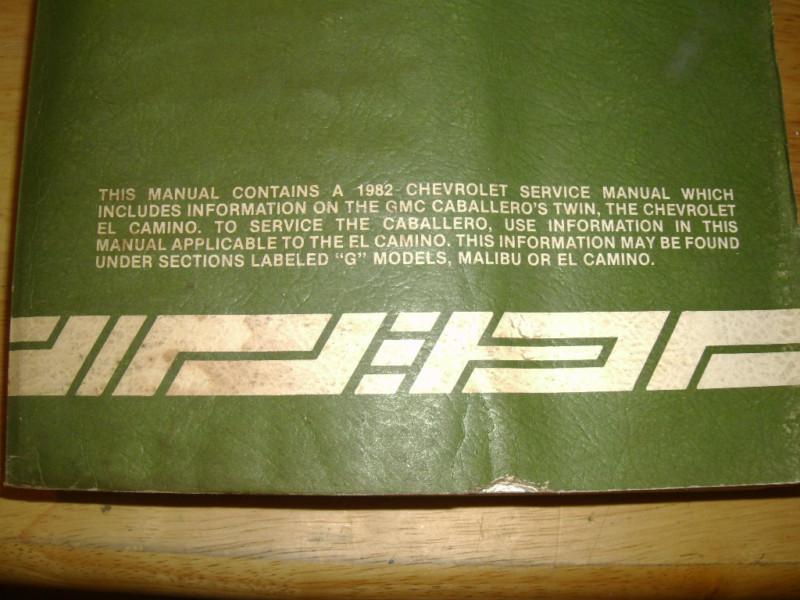 THIS MANUAL CONTAINS A 1982 CHEVROLET SERVICE MANUAL WHICH
INCLUDES INFORMATION ON THE GMC CABALLERO'S TWIN, THE CHEVROLET
EL CAMINO. TO SERVICE THE CABALLERO, USE INFORMATION IN THIS
MANUAL APPLICABLE TO THE EL CAMINO. THIS INFORMATION MAY BE FOUND
UNDER SECTIONS LABELED "G" MODELS, MALIBU OR EL CAMINO.